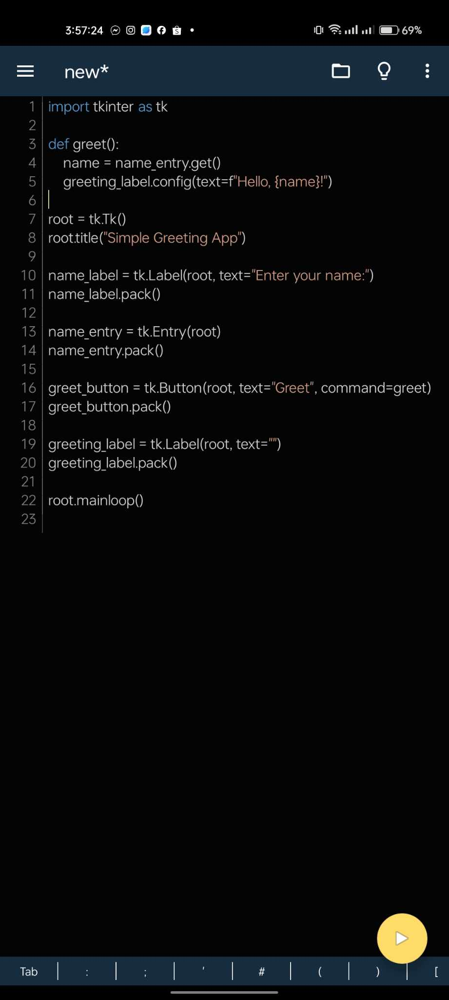 3:57:24 69%
new*
1 import tkinter as tk
2
3 def greet():
4     name = name_entry.get()
5     greeting_label.config(text=f"Hello, {name}!")
6
7 root = tk.Tk()
8 root.title("Simple Greeting App")
9
10 name_label = tk.Label(root, text="Enter your name:")
11 name_label.pack()
12
13 name_entry = tk.Entry(root)
14 name_entry.pack()
15
16 greet_button = tk.Button(root, text="Greet", command=greet)
17 greet_button.pack()
18
19 greeting_label = tk.Label(root, text="")
20 greeting_label.pack()
21
22 root.mainloop()
23
Tab : ; ' # ( ) [